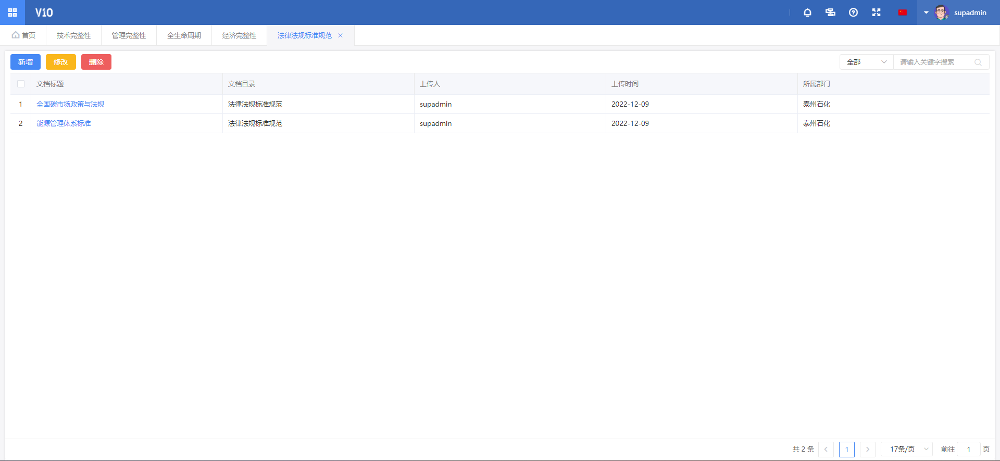 V10
supadmin
首页
技术完整性
管理完整性
全生命周期
经济完整性
法律法规标准规范
新增
修改
删除
全部
请输入关键字搜索
文档标题 文档目录 上传人 上传时间 所属部门
1 全国碳市场政策与法规 法律法规标准规范 supadmin 2022-12-09 泰州石化
2 能源管理体系标准 法律法规标准规范 supadmin 2022-12-09 泰州石化
共 2 条 1 17条/页 前往 1 页